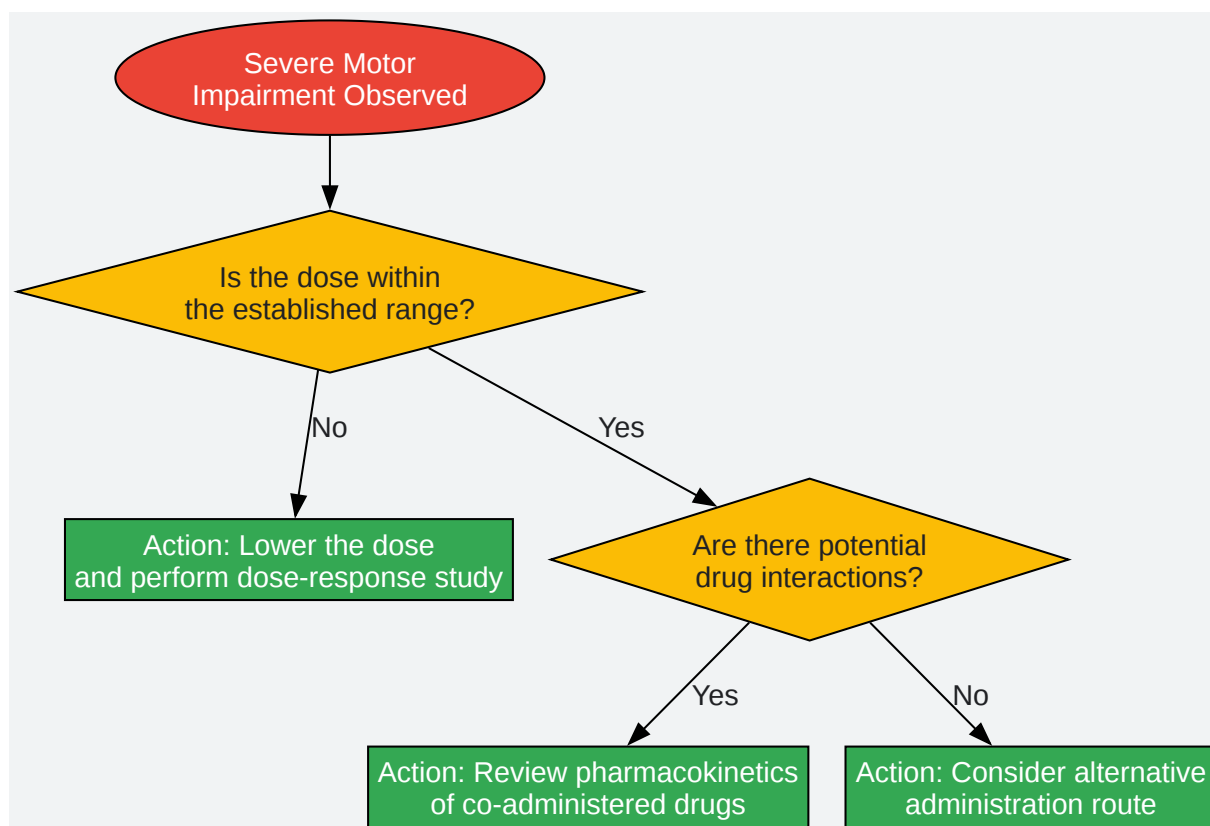 Severe Motor
Impairment Observed
Is the dose within
the established range?
No
Yes
Action: Lower the dose
and perform dose-response study
Are there potential
drug interactions?
Yes
No
Action: Review pharmacokinetics
of co-administered drugs
Action: Consider alternative
administration route